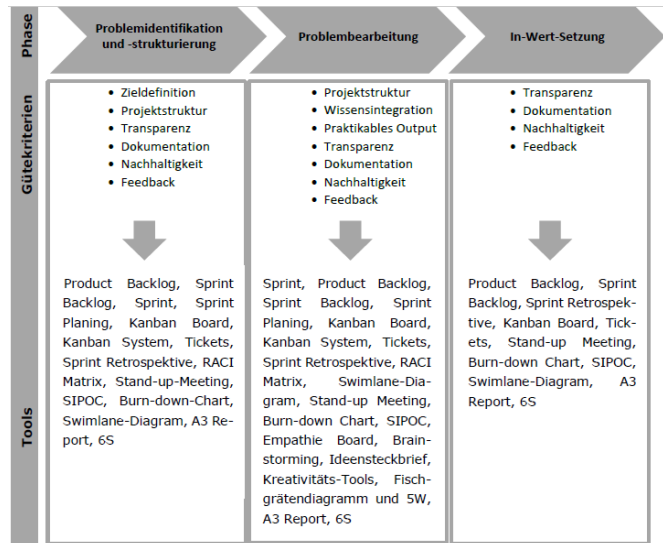 Phase
Problemidentifikation
und -strukturierung
Problembearbeitung
In-Wert-Setzung
Gütekriterien
• Zieldefinition
• Projektstruktur
• Transparenz
• Dokumentation
• Nachhaltigkeit
• Feedback
• Projektstruktur
• Wissensintegration
• Praktikables Output
• Transparenz
• Dokumentation
• Nachhaltigkeit
• Feedback
• Transparenz
• Dokumentation
• Nachhaltigkeit
• Feedback
Tools
Product Backlog, Sprint
Backlog, Sprint, Sprint
Planing, Kanban Board,
Kanban System, Tickets,
Sprint Retrospektive, RACI
Matrix, Stand-up-Meeting,
SIPOC, Burn-down-Chart,
Swimlane-Diagram, A3 Re-
port, 6S
Sprint, Product Backlog,
Sprint Backlog, Sprint
Planing, Kanban Board,
Kanban System, Tickets,
Sprint Retrospektive, RACI
Matrix, Swimlane-Dia-
gram, Stand-up Meeting,
Burn-down Chart, SIPOC,
Empathie Board, Brain-
storming, Ideensteckbrief,
Kreativitäts-Tools, Fisch-
grätendiagramm und 5W,
A3 Report, 6S
Product Backlog, Sprint
Backlog, Sprint Retrospek-
tive, Kanban Board, Tick-
ets, Stand-up Meeting,
Burn-down Chart, SIPOC,
Swimlane-Diagram, A3
Report, 6S